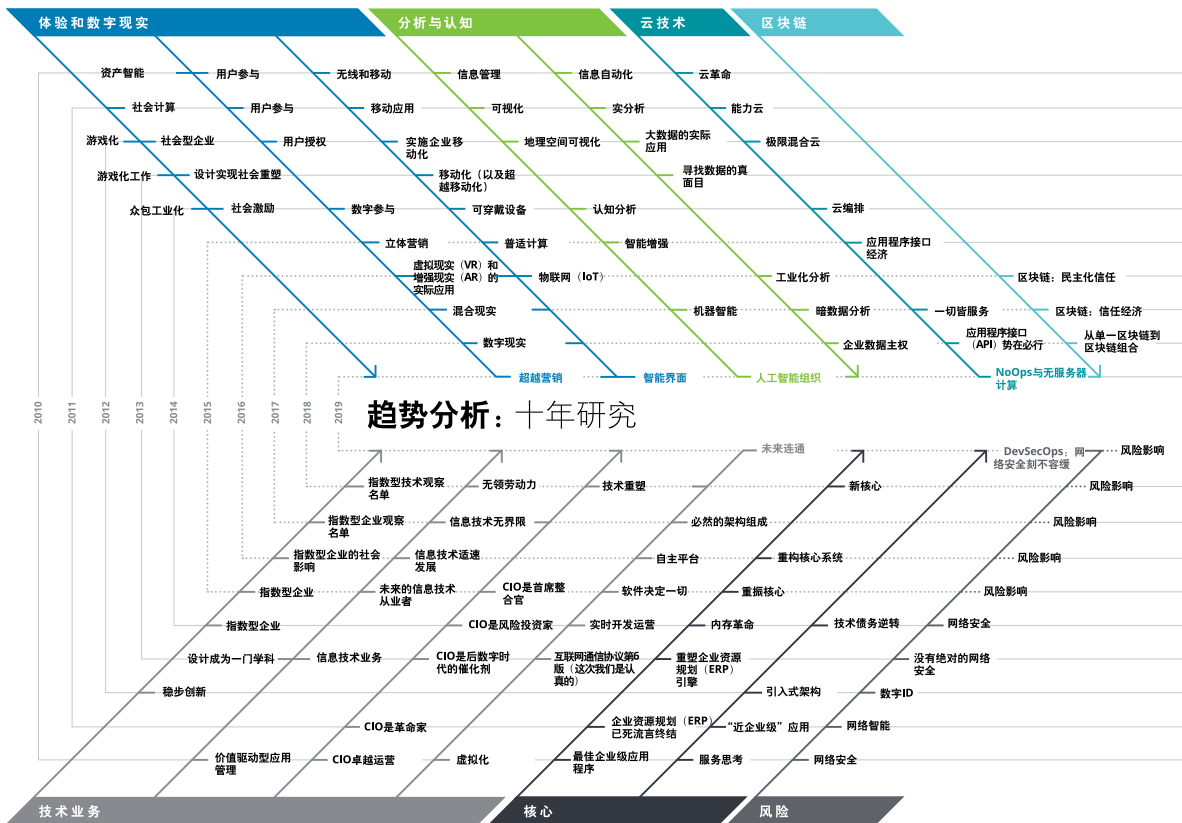 体验和数字现实
分析与认知
云技术
区块链
资产智能
用户参与
无线和移动
信息管理
信息自动化
云革命
社会计算
用户参与
移动应用
可视化
实分析
能力云
游戏化
社会型企业
用户授权
实施企业移
动化
地理空间可视化
大数据的实际
应用
极限混合云
游戏化工作
设计实现社会重塑
移动化（以及超
越移动化）
寻找数据的真
面目
众包工业化
社会激励
数字参与
可穿戴设备
认知分析
云编排
立体营销
普适计算
智能增强
应用程序接口
经济
虚拟现实（VR）和
增强现实（AR）的
实际应用
物联网（IoT）
工业化分析
区块链：民主化信任
混合现实
机器智能
暗数据分析
一切皆服务
区块链：信任经济
数字现实
企业数据主权
应用程序接口
（API）势在必行
从单一区块链到
区块链组合
超越营销
智能界面
人工智能组织
NoOps与无服务器
计算
2010
2011
2012
2013
2014
2015
2016
2017
2018
2019
趋势分析：十年研究
未来连通
DevSecOps：网
络安全刻不容缓
风险影响
指数型技术观察
名单
无领劳动力
技术重塑
新核心
风险影响
指数型企业观察
名单
信息技术无界限
必然的架构组成
风险影响
指数型企业的社会
影响
信息技术适速
发展
自主平台
重构核心系统
风险影响
指数型企业
未来的信息技术
从业者
CIO是首席整
合官
软件决定一切
重振核心
风险影响
指数型企业
CIO是风险投资家
实时开发运营
内存革命
技术债务逆转
网络安全
设计成为一门学科
信息技术业务
CIO是后数字时
代的催化剂
互联网通信协议第6
版（这次我们是认
真的）
重塑企业资源
规划（ERP）
引擎
没有绝对的网络
安全
稳步创新
引入式架构
数字ID
CIO是革命家
企业资源规划（ERP）
已死流言终结
“近企业级”应用
网络智能
价值驱动型应用
管理
CIO卓越运营
虚拟化
最佳企业级应用
程序
服务思考
网络安全
技术业务
核心
风险